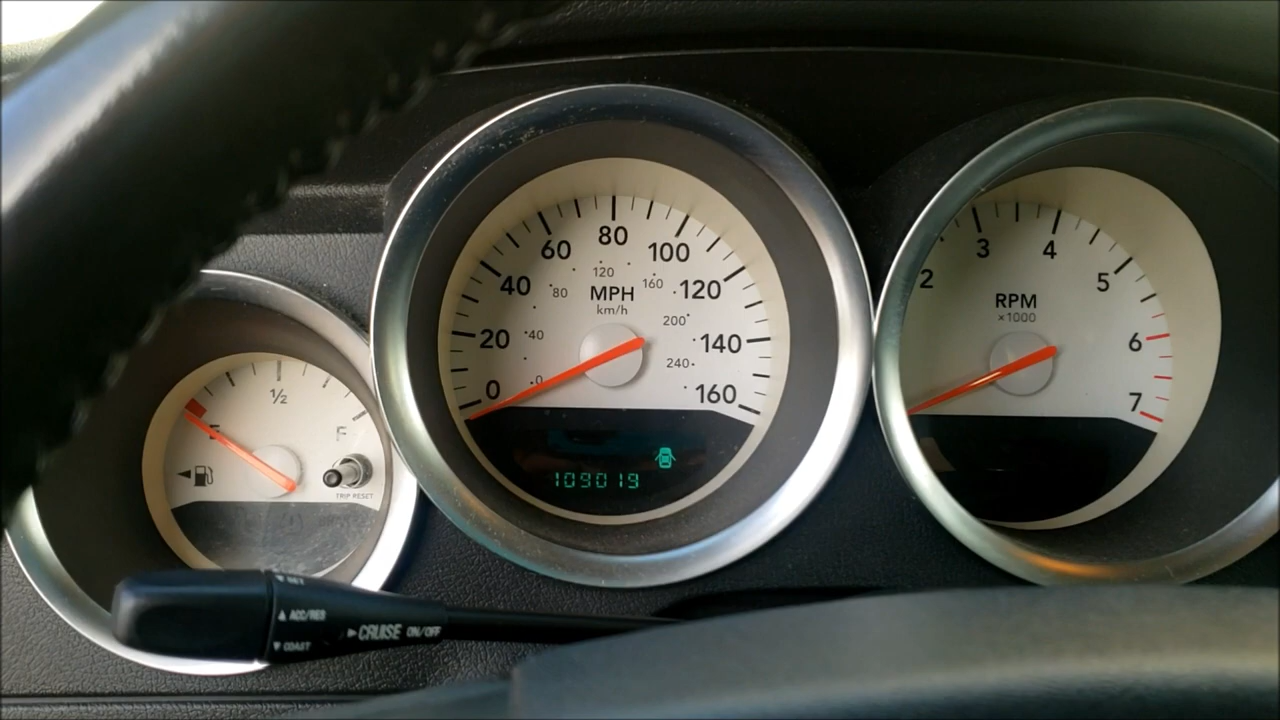 60 80 100
40 120
20 140
0 160
80 120 160
40 200
0 240
MPH
km/h
109019
2 3 4 5 6 7
RPM
×1000
E ½ F
TRIP RESET
▲ ACC/RES
▼ COAST
►CRUISE ON/OFF